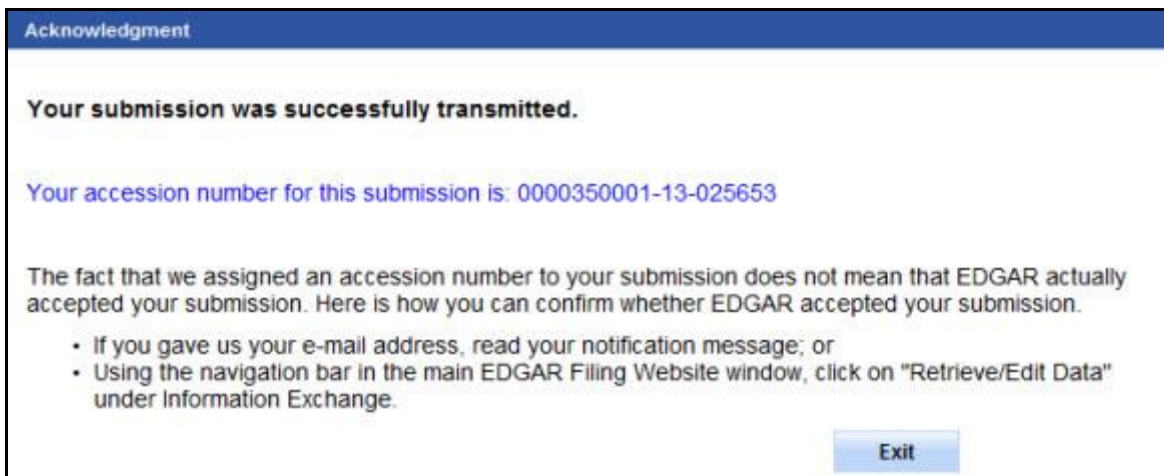 Acknowledgment
Your submission was successfully transmitted.
Your accession number for this submission is: 0000350001-13-025653
The fact that we assigned an accession number to your submission does not mean that EDGAR actually
accepted your submission. Here is how you can confirm whether EDGAR accepted your submission.
• If you gave us your e-mail address, read your notification message; or
• Using the navigation bar in the main EDGAR Filing Website window, click on "Retrieve/Edit Data"
under Information Exchange.
Exit